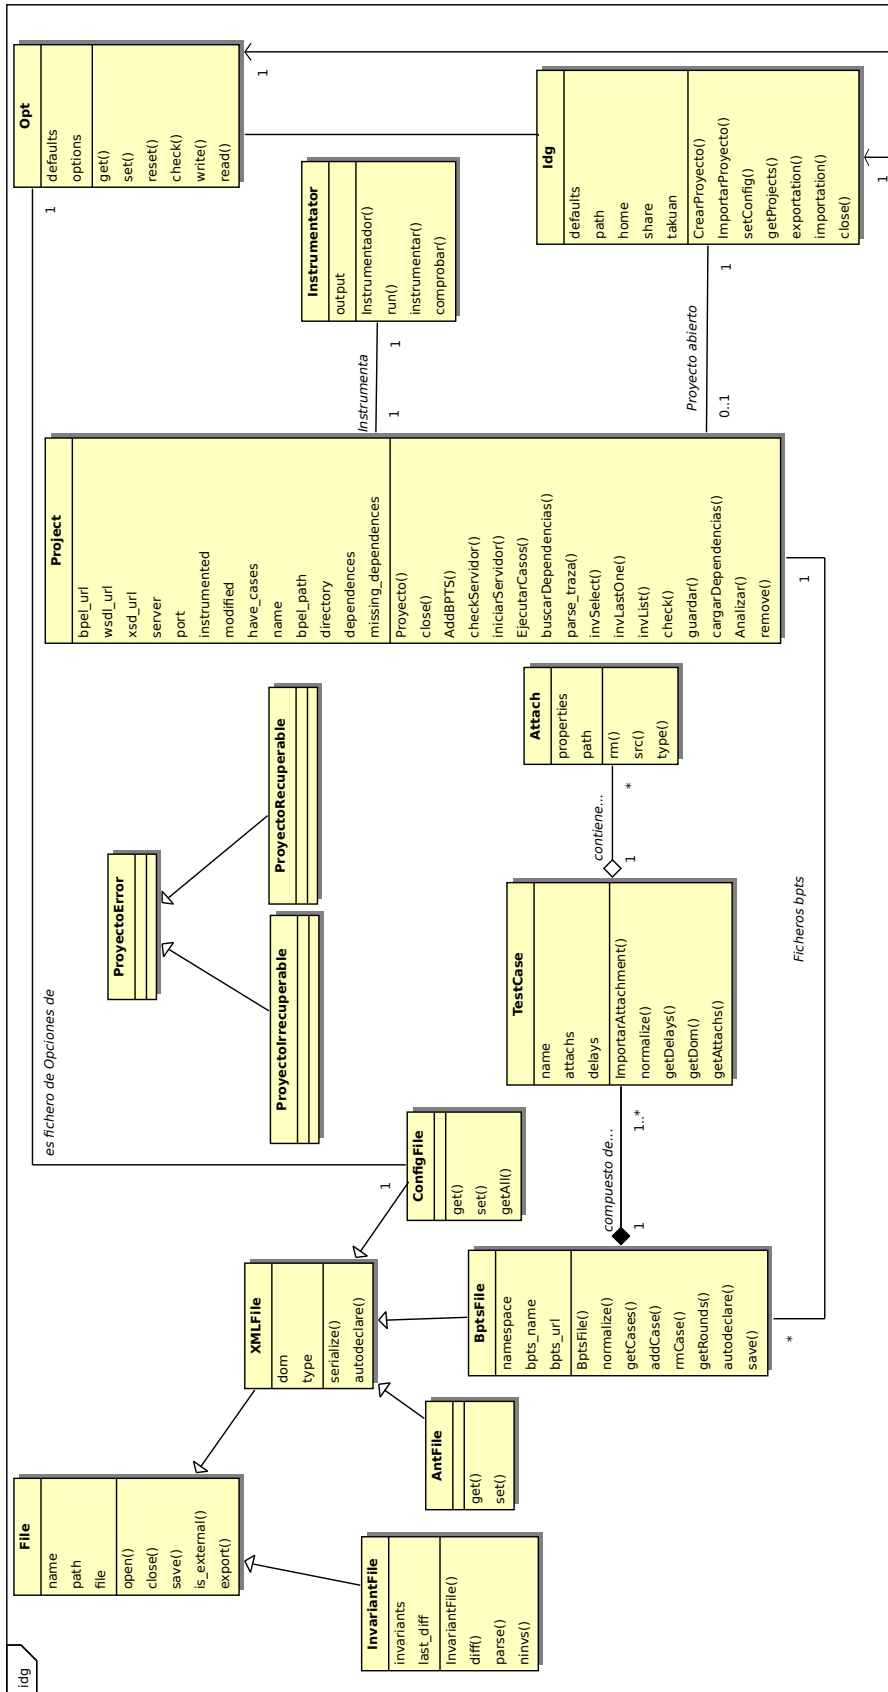 idg
File
name
path
file
open()
close()
save()
is_external()
export()
InvariantFile
invariants
last_diff
InvariantFile()
diff()
parse()
ninvs()
XMLFile
dom
type
serialize()
autodeclare()
AntFile
get()
set()
BptsFile
namespace
bpts_name
bpts_url
BptsFile()
normalize()
getCases()
addCase()
rmCase()
getRounds()
autodeclare()
save()
ConfigFile
get()
set()
getAll()
1
es fichero de Opciones de
1
compuesto de...
1
1..*
TestCase
name
attachs
delays
ImportarAttachment()
normalize()
getDelays()
getDom()
getAttachs()
contiene...
1
*
Attach
properties
path
rm()
src()
type()
ProyectoError
ProyectoIrrecuperable
ProyectoRecuperable
Ficheros bpts
*
1
Project
bpel_url
wsdl_url
xsd_url
server
port
instrumented
modified
have_cases
name
bpel_path
directory
dependences
missing_dependences
Proyecto()
close()
AddBPTS()
checkServidor()
iniciarServidor()
EjecutarCasos()
buscarDependencias()
parse_traza()
invSelect()
invLastOne()
invList()
check()
guardar()
cargarDependencias()
Analizar()
remove()
Instrumenta
1
1
Proyecto abierto
0..1
1
Instrumentator
output
Instrumentador()
run()
instrumentar()
comprobar()
Opt
defaults
options
get()
set()
reset()
check()
write()
read()
1
Idg
defaults
path
home
share
takuan
CrearProyecto()
ImportarProyecto()
setConfig()
getProjects()
exportation()
importation()
close()
1